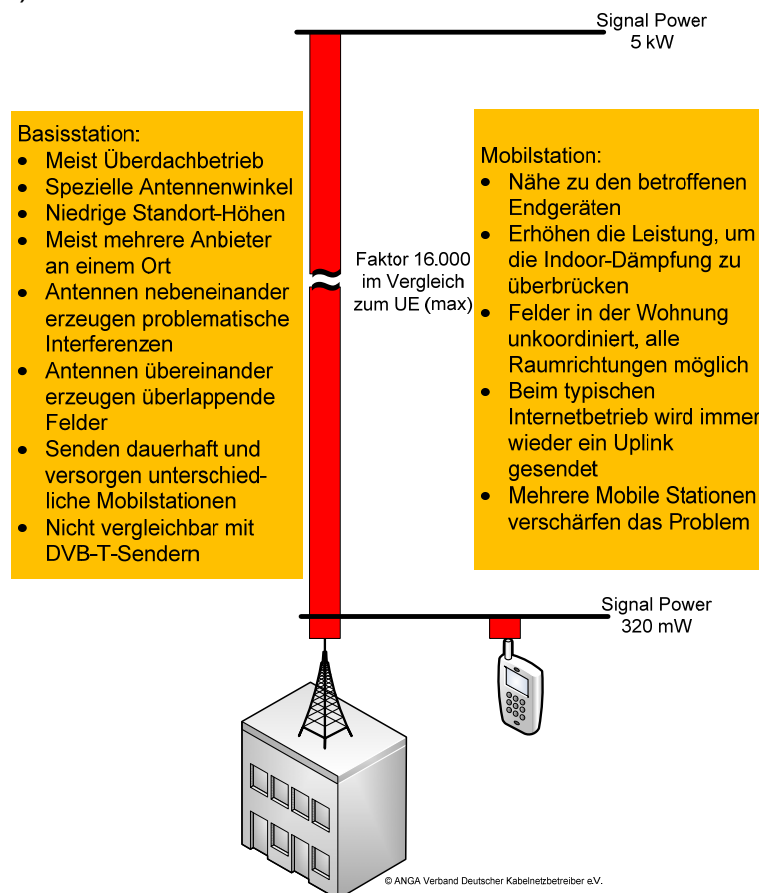 Signal Power
5 kW
Basisstation:
• Meist Überdachbetrieb
• Spezielle Antennenwinkel
• Niedrige Standort-Höhen
• Meist mehrere Anbieter
an einem Ort
• Antennen nebeneinander
erzeugen problematische
Interferenzen
• Antennen übereinander
erzeugen überlappende
Felder
• Senden dauerhaft und
versorgen unterschied-
liche Mobilstationen
• Nicht vergleichbar mit
DVB-T-Sendern
Faktor 16.000
im Vergleich
zum UE (max)
Mobilstation:
• Nähe zu den betroffenen
Endgeräten
• Erhöhen die Leistung, um
die Indoor-Dämpfung zu
überbrücken
• Felder in der Wohnung
unkoordiniert, alle
Raumrichtungen möglich
• Beim typischen
Internetbetrieb wird immer
wieder ein Uplink
gesendet
• Mehrere Mobile Stationen
verschärfen das Problem
Signal Power
320 mW
© ANGA Verband Deutscher Kabelnetzbetreiber e.V.